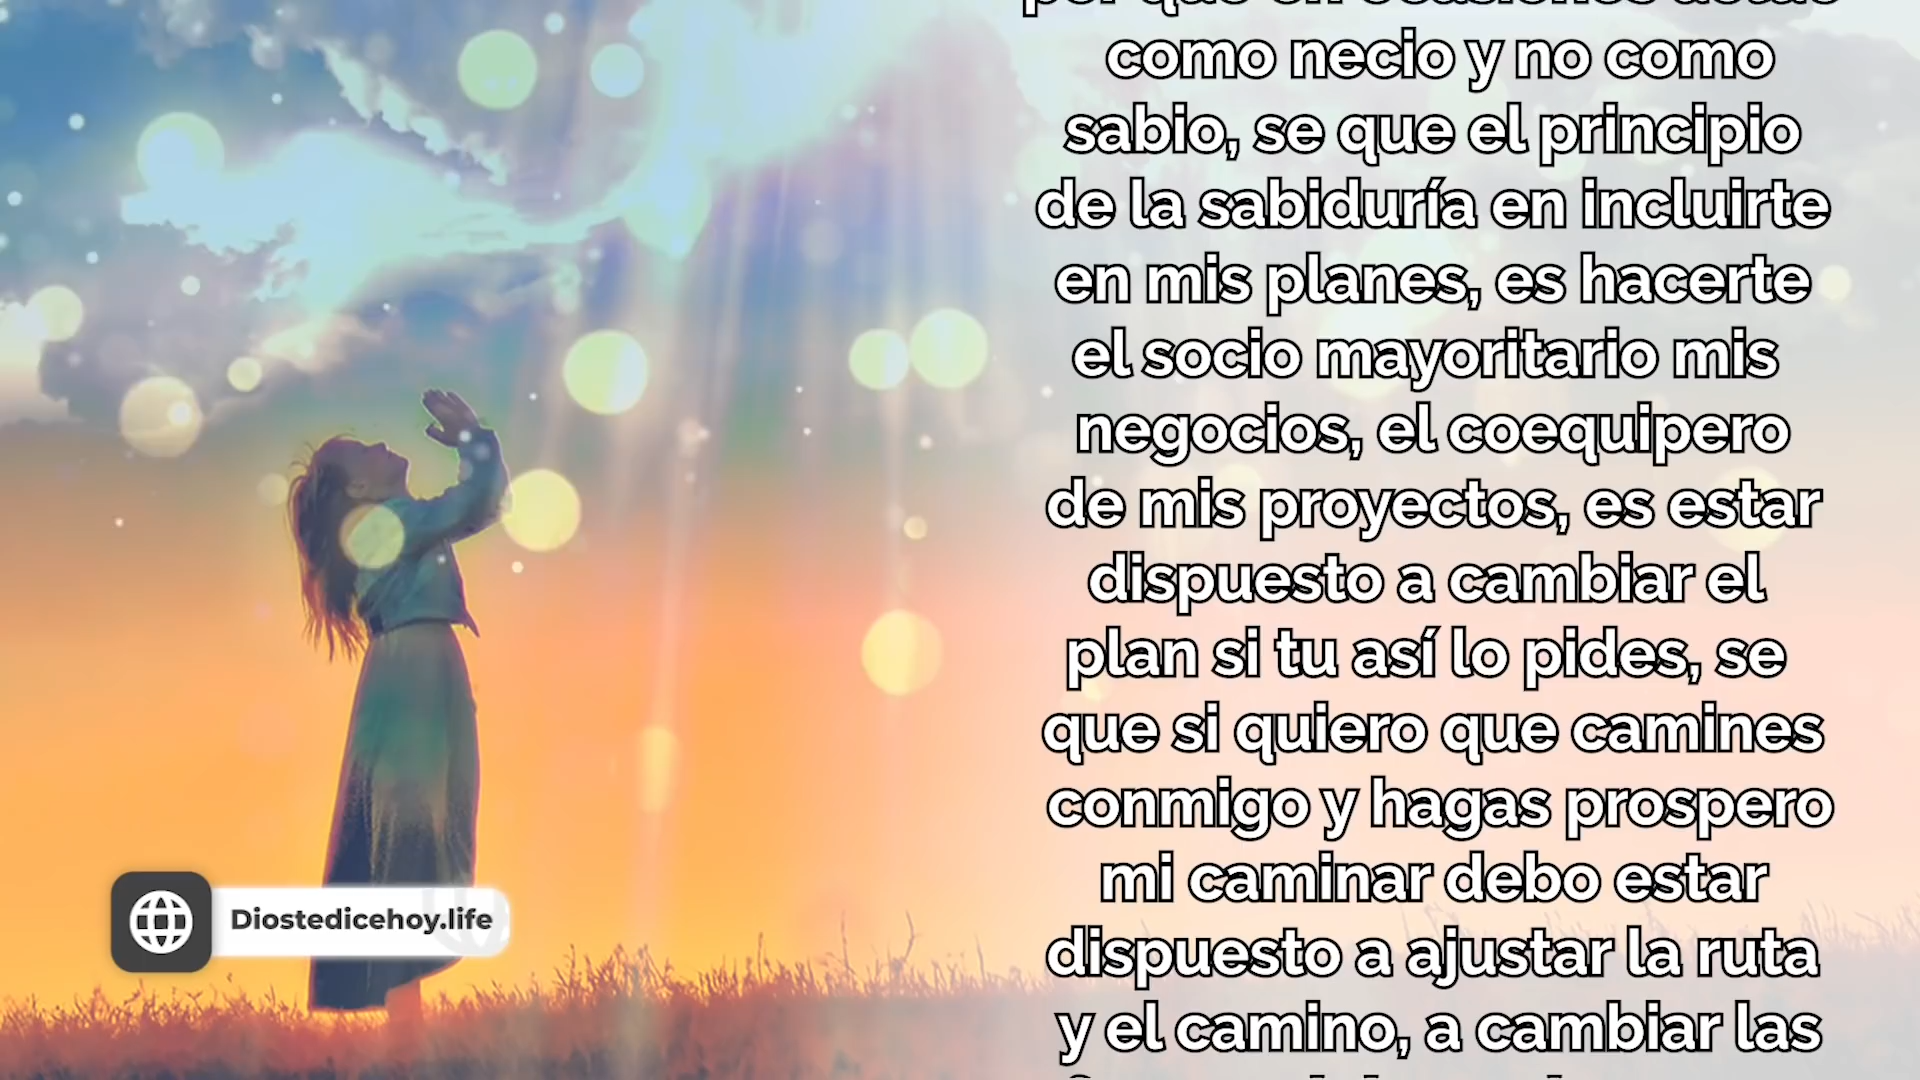 como necio y no como
sabio, se que el principio
de la sabiduría en incluirte
en mis planes, es hacerte
el socio mayoritario mis
negocios, el coequipero
de mis proyectos, es estar
dispuesto a cambiar el
plan si tu así lo pides, se
que si quiero que camines
conmigo y hagas prospero
mi caminar debo estar
dispuesto a ajustar la ruta
y el camino, a cambiar las
Diostedicehoy.life